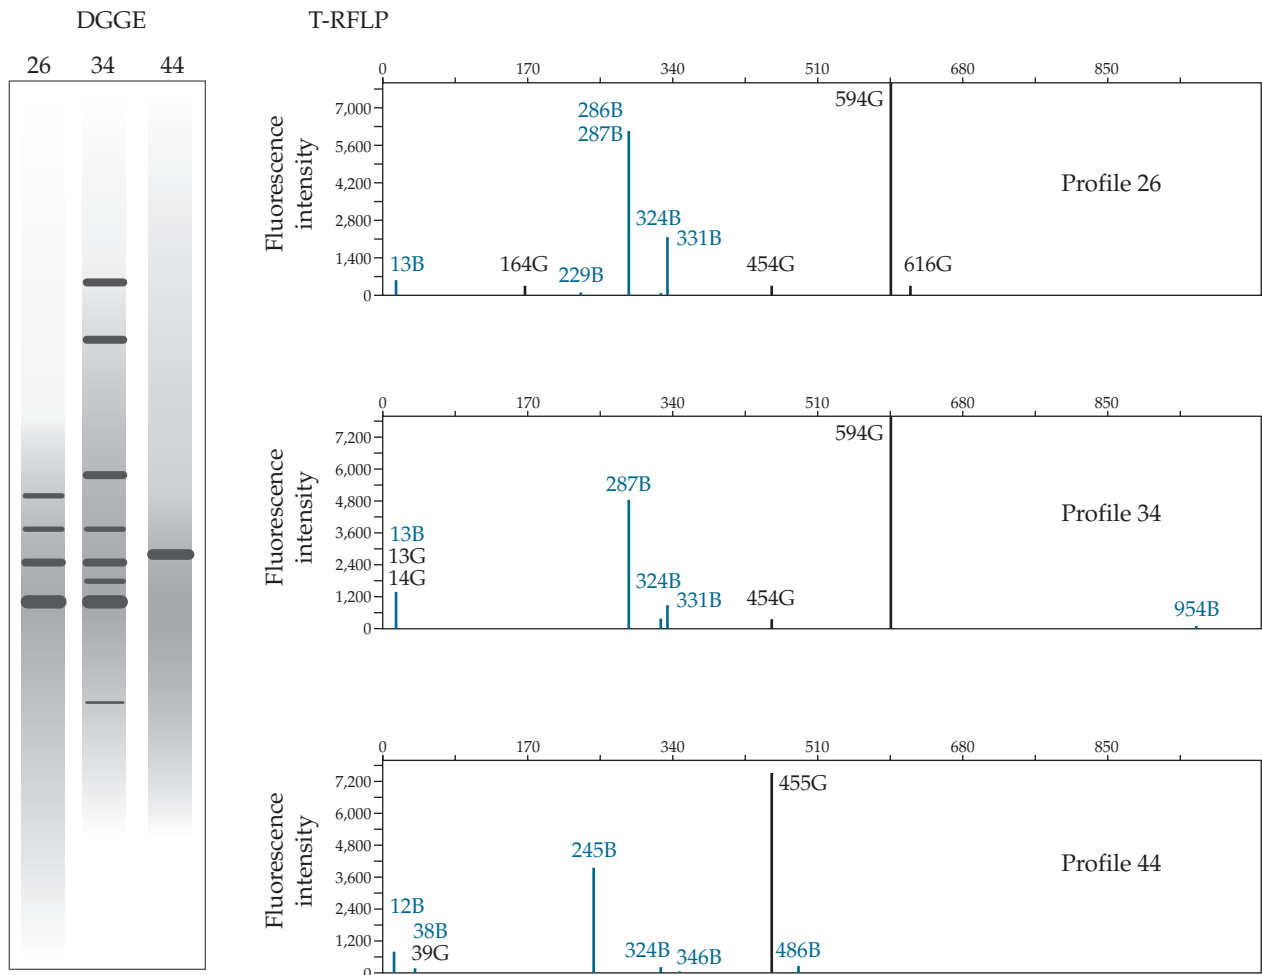 DGGE
26 34 44
T-RFLP
0 170 340 510 680 850
Fluorescence
intensity
7,000
5,600
4,200
2,800
1,400
0
286B
287B
594G
324B
331B
13B
164G
229B
454G
616G
Profile 26
0 170 340 510 680 850
Fluorescence
intensity
7,200
6,000
4,800
3,600
2,400
1,200
0
594G
287B
13B
13G
14G
324B
331B
454G
954B
Profile 34
0 170 340 510 680 850
Fluorescence
intensity
7,200
6,000
4,800
3,600
2,400
1,200
0
455G
245B
12B
38B
39G
324B
346B
486B
Profile 44